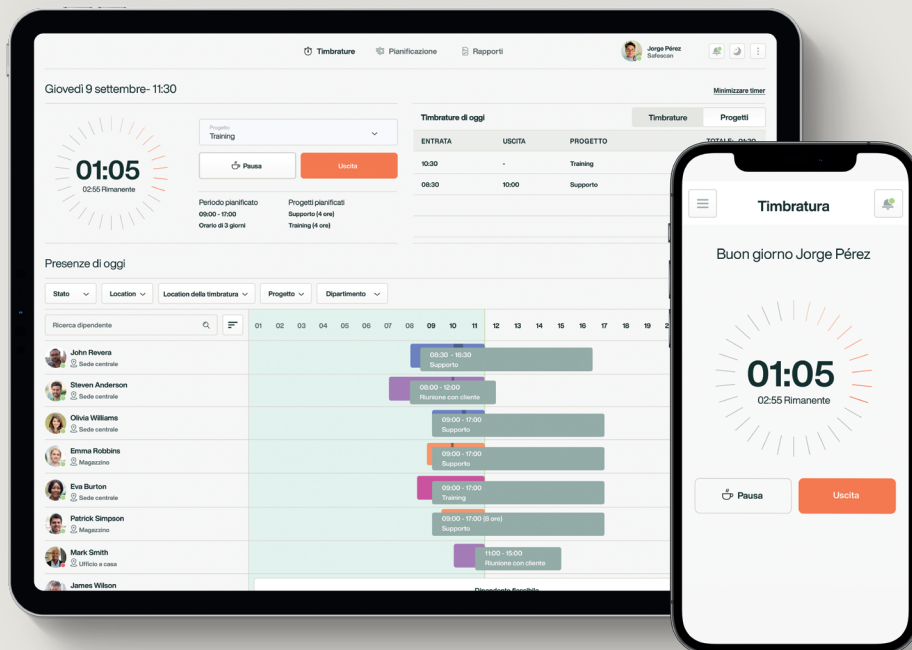 Timbrature Pianificazione Rapporti
Jorge Pérez
Safescan
Giovedì 9 settembre- 11:30
Minimizzare timer
01:05
02:55 Rimanente
Progetto
Training
Pausa Uscita
Periodo pianificato Progetti pianificati
09:00 - 17:00 Supporto (4 ore)
Orario di 3 giorni Training (4 ore)
Timbrature di oggi Timbrature Progetti
ENTRATA USCITA PROGETTO TOTALE: 01:30
10:30 - Training
08:30 10:00 Supporto
Presenze di oggi
Stato Location Location della timbratura Progetto Dipartimento
Ricerca dipendente
01 02 03 04 05 06 07 08 09 10 11 12 13 14 15 16 17 18 19
John Revera
Sede centrale
08:30 - 16:30
Supporto
Steven Anderson
Sede centrale
08:00 - 12:00
Riunione con cliente
Olivia Williams
Sede centrale
09:00 - 17:00
Supporto
Emma Robbins
Magazzino
09:00 - 17:00
Supporto
Eva Burton
Sede centrale
09:00 - 17:00
Training
Patrick Simpson
Magazzino
09:00 - 17:00 (8 ore)
Supporto
Mark Smith
Ufficio a casa
11:00 - 15:00
Riunione con cliente
James Wilson
Dipendente flessibile
Timbratura
Buon giorno Jorge Pérez
01:05
02:55 Rimanente
Pausa Uscita